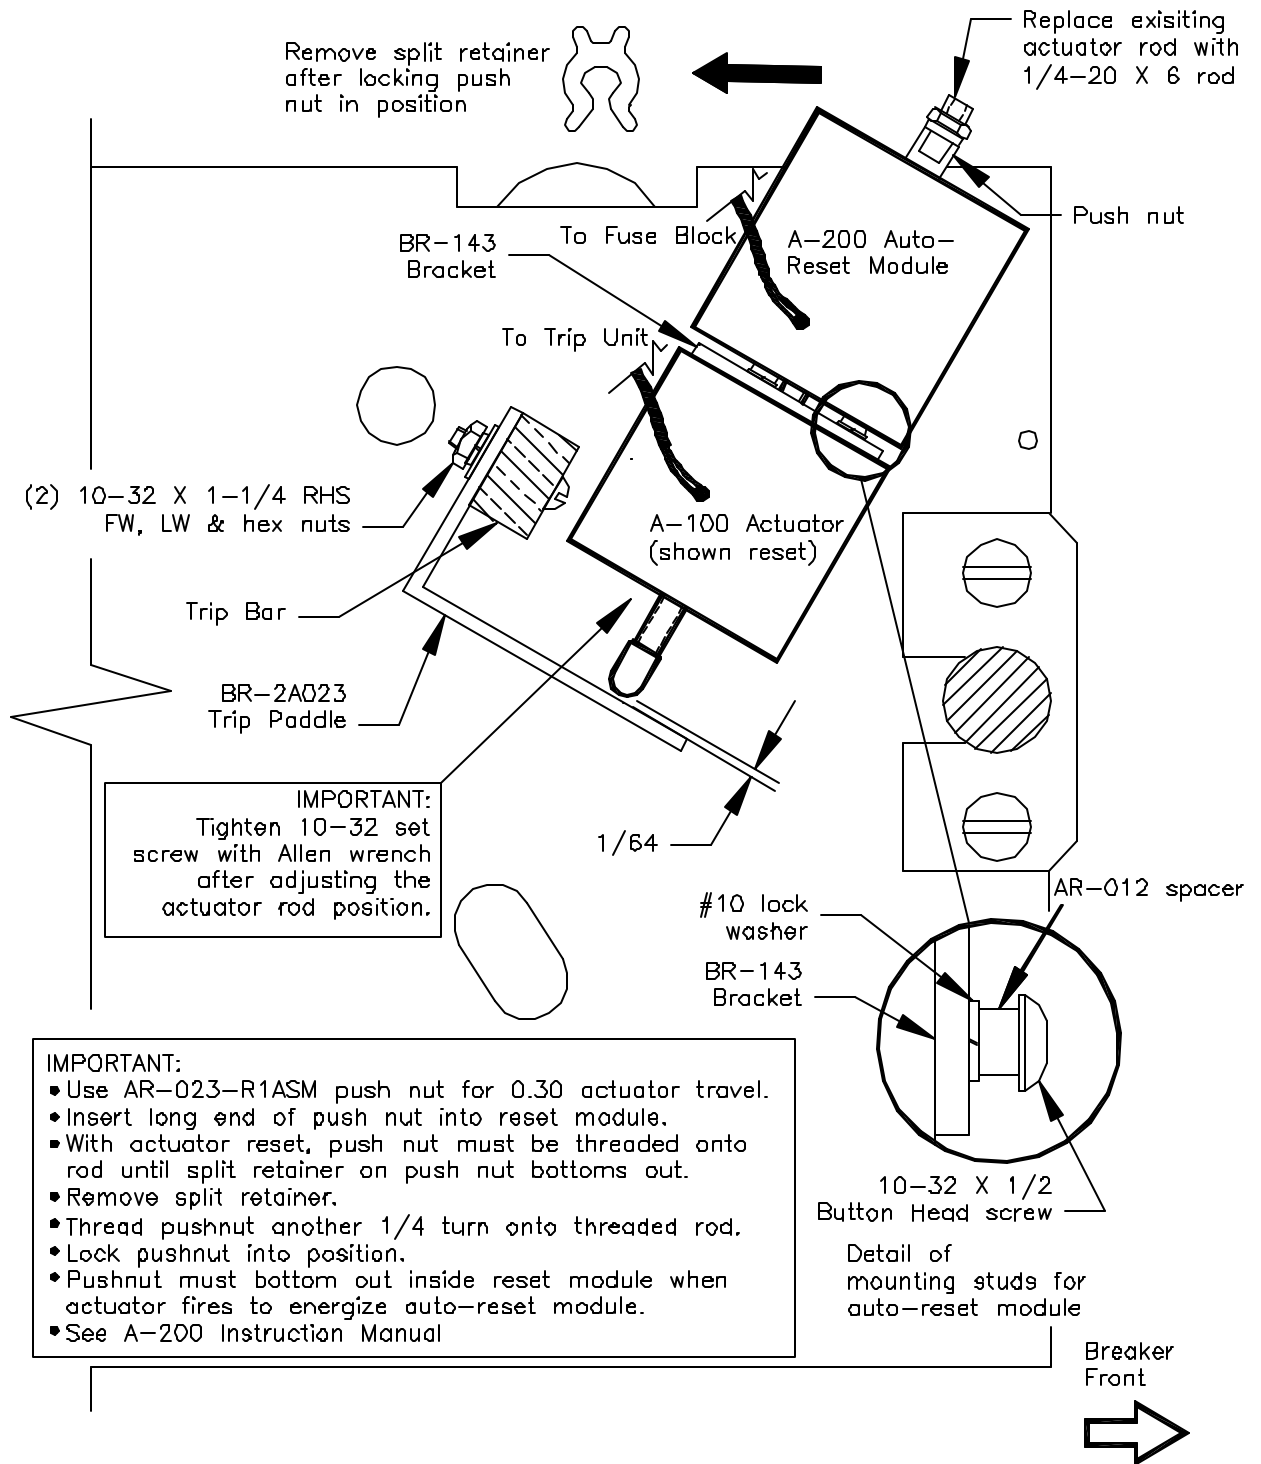 Replace exisiting
actuator rod with
1/4-20 X 6 rod
Remove split retainer
after locking push
nut in position
Push nut
To Fuse Block
BR-143
Bracket
A-200 Auto-
Reset Module
To Trip Unit
(2) 10-32 X 1-1/4 RHS
FW, LW & hex nuts
A-100 Actuator
(shown reset)
Trip Bar
BR-2A023
Trip Paddle
IMPORTANT:
Tighten 10-32 set
screw with Allen wrench
after adjusting the
actuator rod position.
1/64
AR-012 spacer
#10 lock
washer
BR-143
Bracket
IMPORTANT:
• Use AR-023-R1ASM push nut for 0.30 actuator travel.
• Insert long end of push nut into reset module.
• With actuator reset, push nut must be threaded onto
rod until split retainer on push nut bottoms out.
• Remove split retainer.
• Thread pushnut another 1/4 turn onto threaded rod.
• Lock pushnut into position.
• Pushnut must bottom out inside reset module when
actuator fires to energize auto-reset module.
• See A-200 Instruction Manual
10-32 X 1/2
Button Head screw
Detail of
mounting studs for
auto-reset module
Breaker
Front